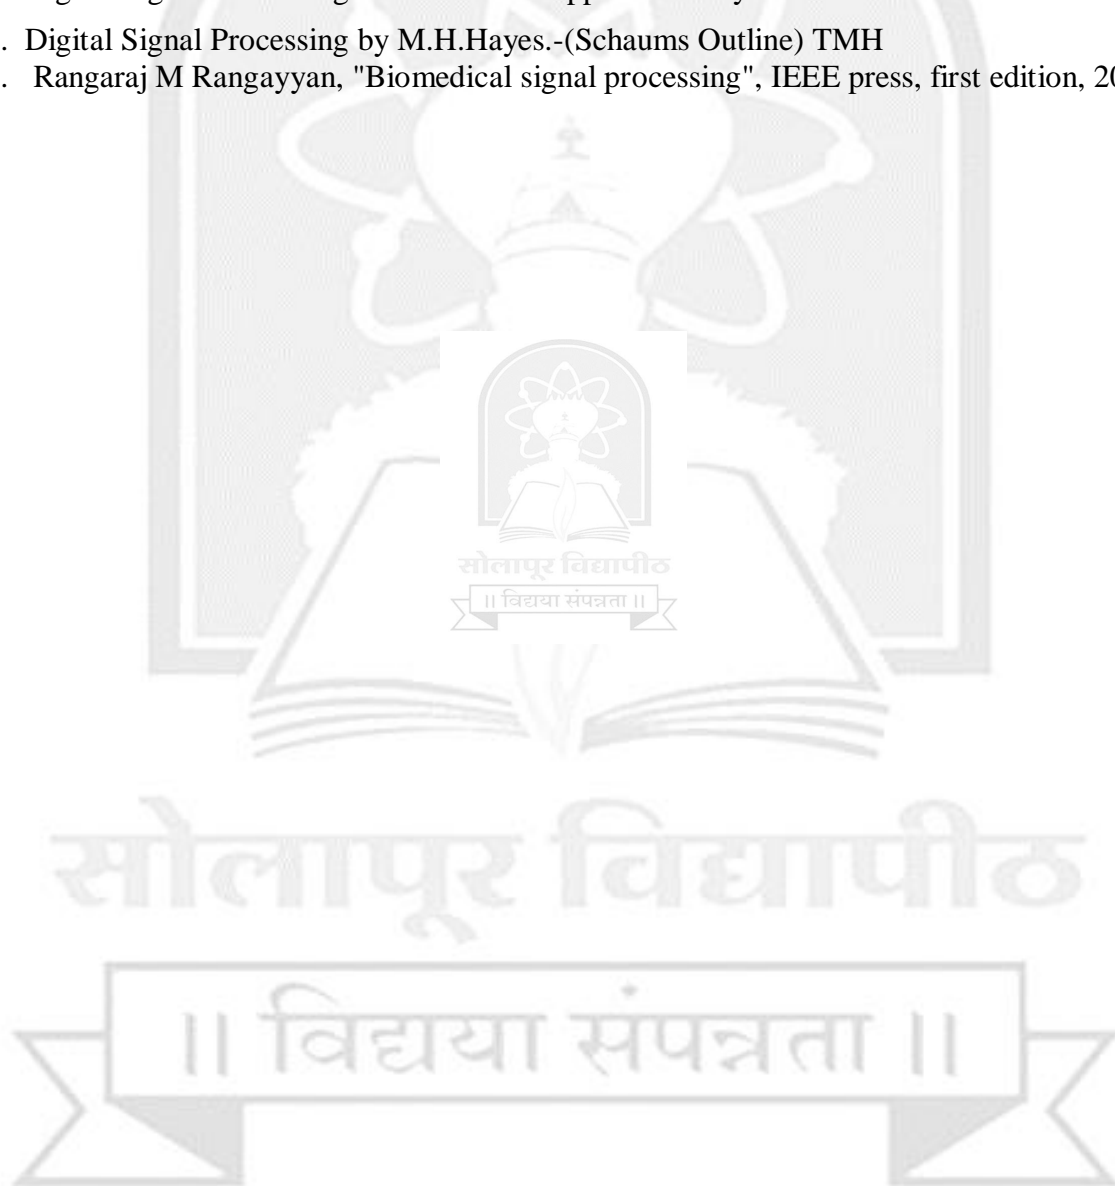 . Digital Signal Processing by M.H.Hayes.-(Schaums Outline) TMH
. Rangaraj M Rangayyan, "Biomedical signal processing", IEEE press, first edition, 20
सोलापूर विद्यापीठ
॥ विद्यया संपन्नता ॥
सोलापूर विद्यापीठ
॥ विद्यया संपन्नता ॥